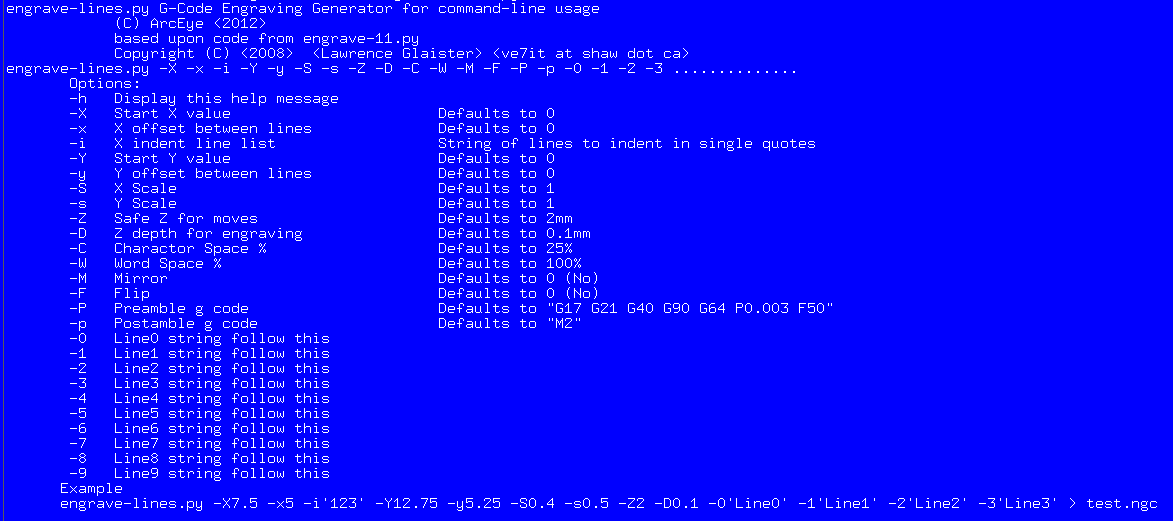 engrave-lines.py G-Code Engraving Generator for command-line usage
(C) ArcEye <2012>
based upon code from engrave-11.py
Copyright (C) <2008>  <Lawrence Glaister> <ve7it at shaw dot ca>
engrave-lines.py -X -x -i -Y -y -S -s -Z -D -C -W -M -F -P -p -0 -1 -2 -3 ..............
Options:
-h   Display this help message
-X   Start X value                       Defaults to 0
-x   X offset between lines              Defaults to 0
-i   X indent line list                  String of lines to indent in single quotes
-Y   Start Y value                       Defaults to 0
-y   Y offset between lines              Defaults to 0
-S   X Scale                             Defaults to 1
-s   Y Scale                             Defaults to 1
-Z   Safe Z for moves                    Defaults to 2mm
-D   Z depth for engraving               Defaults to 0.1mm
-C   Charactor Space %                   Defaults to 25%
-W   Word Space %                        Defaults to 100%
-M   Mirror                              Defaults to 0 (No)
-F   Flip                                Defaults to 0 (No)
-P   Preamble g code                     Defaults to "G17 G21 G40 G90 G64 P0.003 F50"
-p   Postamble g code                    Defaults to "M2"
-0   Line0 string follow this
-1   Line1 string follow this
-2   Line2 string follow this
-3   Line3 string follow this
-4   Line4 string follow this
-5   Line5 string follow this
-6   Line6 string follow this
-7   Line7 string follow this
-8   Line8 string follow this
-9   Line9 string follow this
Example
engrave-lines.py -X7.5 -x5 -i'123' -Y12.75 -y5.25 -S0.4 -s0.5 -Z2 -D0.1 -0'Line0' -1'Line1' -2'Line2' -3'Line3' > test.ngc